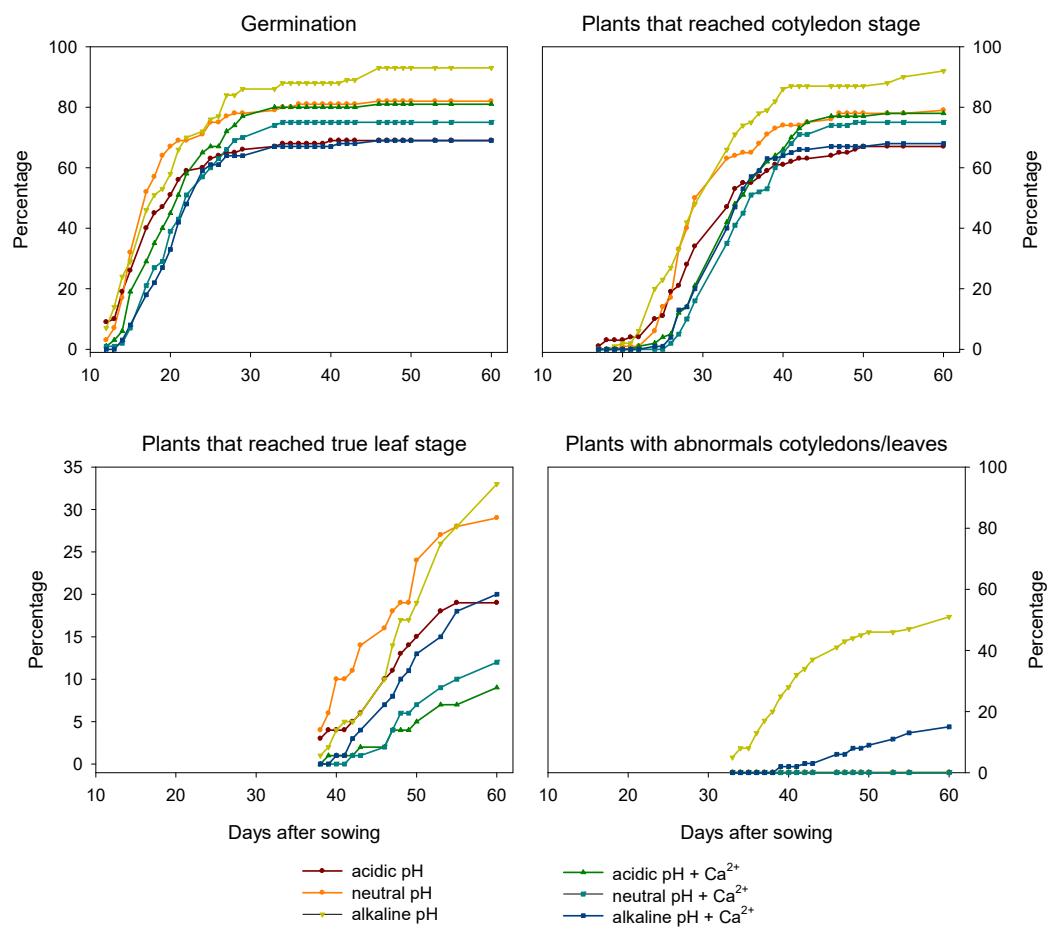 Germination
Plants that reached cotyledon stage
100
80
60
40
20
0
Percentage
10 20 30 40 50 60
100
80
60
40
20
0
Percentage
10 20 30 40 50 60
Plants that reached true leaf stage
Plants with abnormals cotyledons/leaves
35
30
25
20
15
10
5
0
Percentage
10 20 30 40 50 60
Days after sowing
100
80
60
40
20
0
Percentage
10 20 30 40 50 60
Days after sowing
acidic pH
neutral pH
alkaline pH
acidic pH + Ca²⁺
neutral pH + Ca²⁺
alkaline pH + Ca²⁺